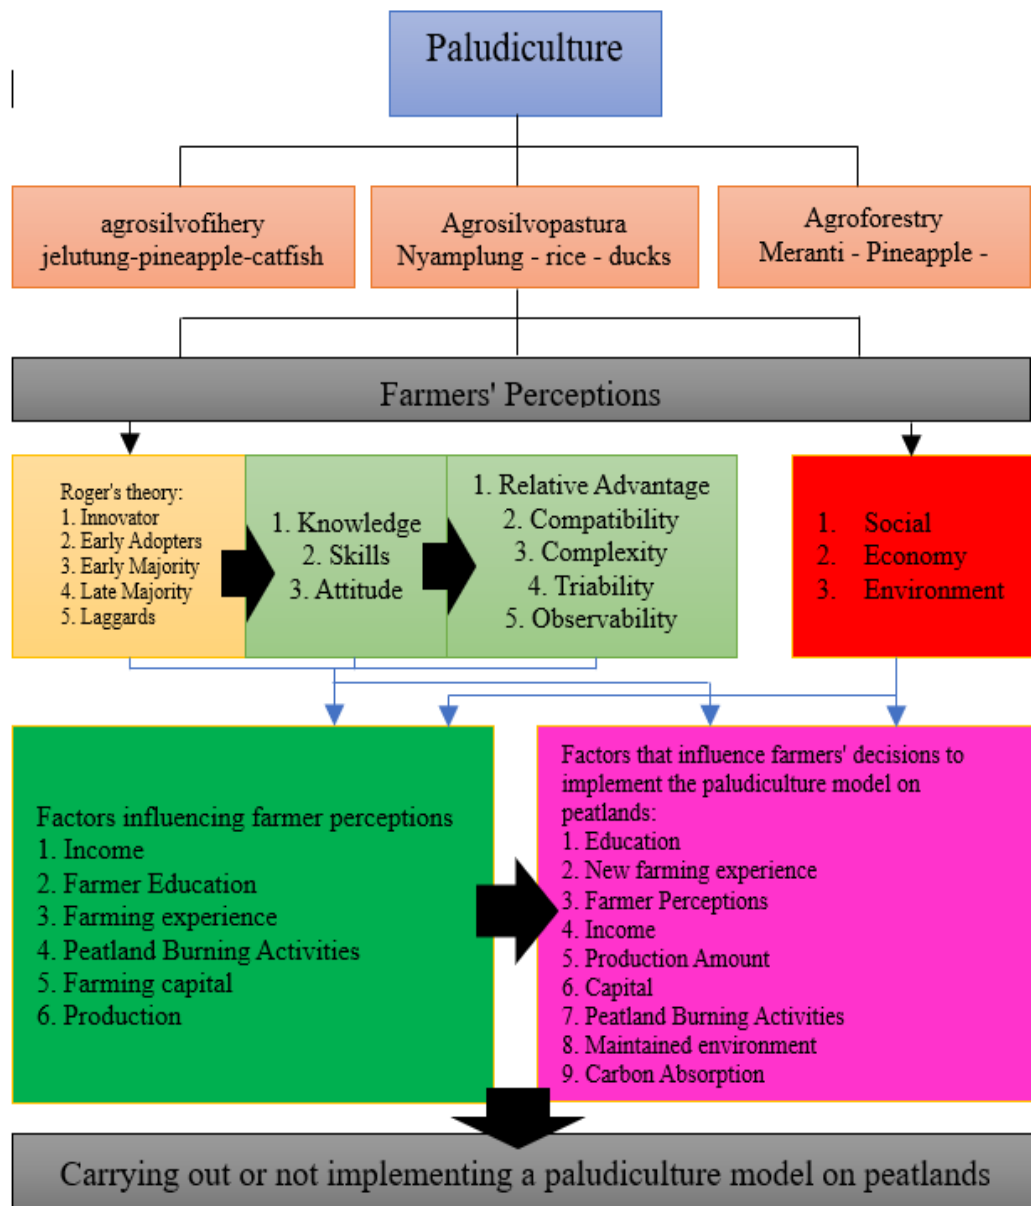 Paludiculture
agrosilvofihery
jelutung-pineapple-catfish
Agrosilvopastura
Nyamplung - rice - ducks
Agroforestry
Meranti - Pineapple -
Farmers' Perceptions
Roger's theory:
1. Innovator
2. Early Adopters
3. Early Majority
4. Late Majority
5. Laggards
1. Knowledge
2. Skills
3. Attitude
1. Relative Advantage
2. Compatibility
3. Complexity
4. Triability
5. Observability
1. Social
2. Economy
3. Environment
Factors influencing farmer perceptions
1. Income
2. Farmer Education
3. Farming experience
4. Peatland Burning Activities
5. Farming capital
6. Production
Factors that influence farmers' decisions to
implement the paludiculture model on
peatlands:
1. Education
2. New farming experience
3. Farmer Perceptions
4. Income
5. Production Amount
6. Capital
7. Peatland Burning Activities
8. Maintained environment
9. Carbon Absorption
Carrying out or not implementing a paludiculture model on peatlands